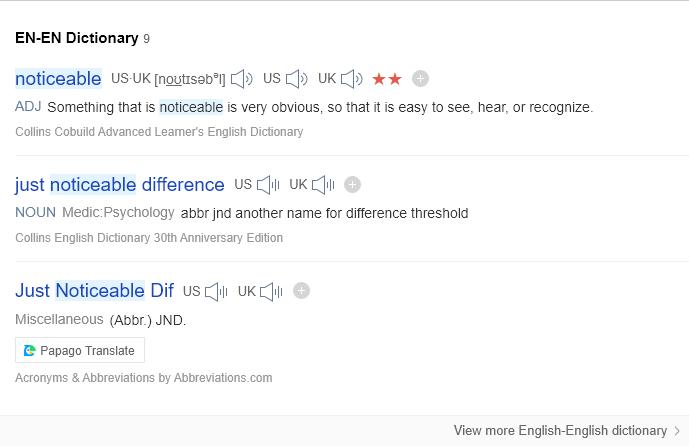 EN-EN Dictionary 9
noticeable US·UK [noʊtɪsəbᵊl] US UK ★★
ADJ Something that is noticeable is very obvious, so that it is easy to see, hear, or recognize.
Collins Cobuild Advanced Learner's English Dictionary
just noticeable difference US UK
NOUN Medic:Psychology abbr jnd another name for difference threshold
Collins English Dictionary 30th Anniversary Edition
Just Noticeable Dif US UK
Miscellaneous (Abbr.) JND.
Papago Translate
Acronyms & Abbreviations by Abbreviations.com
View more English-English dictionary >